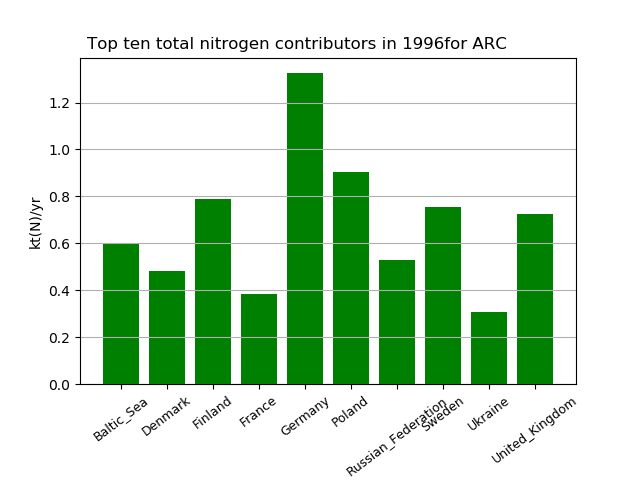 Top ten total nitrogen contributors in 1996for ARC
kt(N)/yr
1.2
1.0
0.8
0.6
0.4
0.2
0.0
Baltic_Sea
Denmark
Finland
France
Germany
Poland
Russian_Federation
Sweden
Ukraine
United_Kingdom